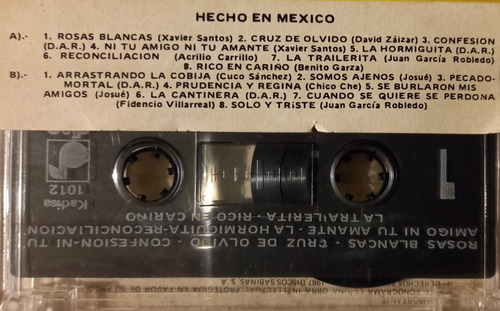 HECHO EN MEXICO
A).- 1. ROSAS BLANCAS (Xavier Santos) 2. CRUZ DE OLVIDO (David Záizar) 3. CONFESION
(D.A.R.) 4. NI TU AMIGO NI TU AMANTE (Xavier Santos) 5. LA HORMIGUITA (D.A.R.)
6. RECONCILIACION (Acrilio Carrillo) 7. LA TRAILERITA (Juan García Robledo)
8. RICO EN CARIÑO (Benito Garza)
B).- 1. ARRASTRANDO LA COBIJA (Cuco Sánchez) 2. SOMOS AJENOS (Josué) 3. PECADO-
MORTAL (D.A.R.) 4. PRUDENCIA Y REGINA (Chico Che) 5. SE BURLARON MIS
AMIGOS (Josué) 6. LA CANTINERA (D.A.R.) 7. CUANDO SE QUIERE SE PERDONA
(Fidencio Villarreal) 8. SOLO Y TRISTE (Juan García Robledo)
Kachisa
1012
1
ROSAS BLANCAS - CRUZ DE OLVIDO - CONFESION-NI TU
AMIGO NI TU AMANTE - LA HORMIGUITA-RECONCILIACION
LA TRAILERITA - RICO EN CARIÑO
1987 DISCOS SABINAS, S.A.